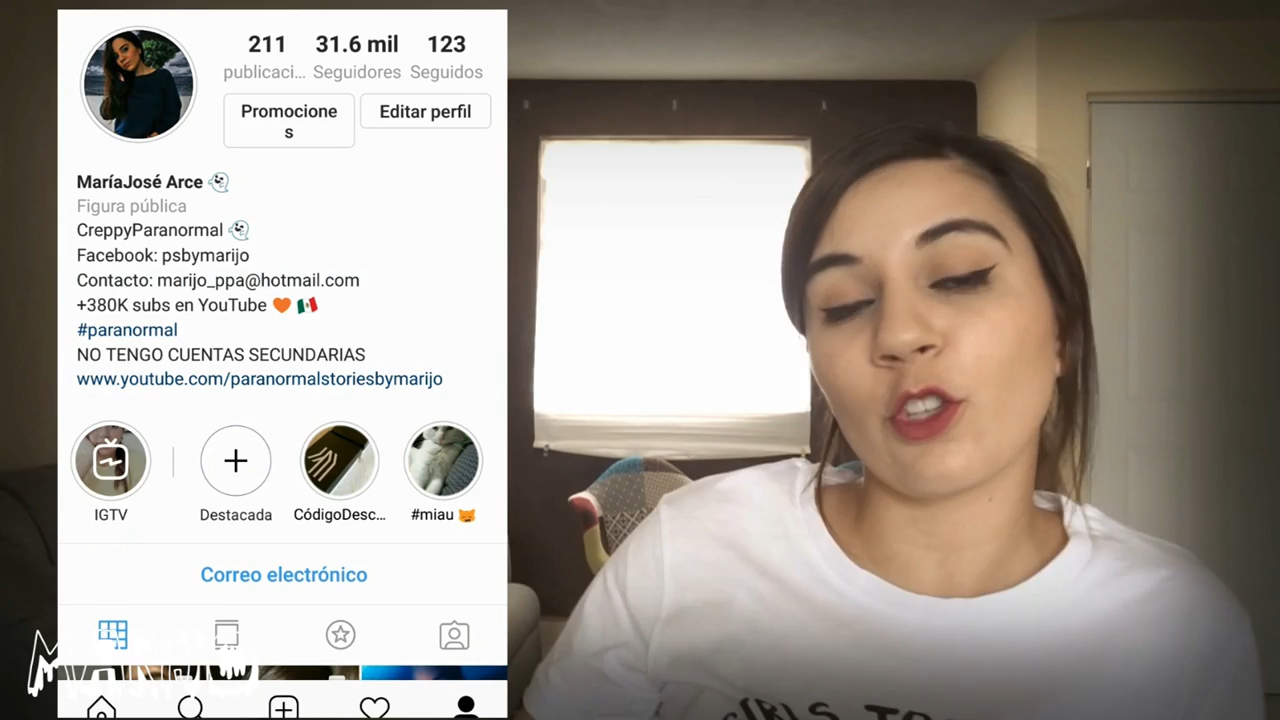 211 31.6 mil 123
publicaci... Seguidores Seguidos
Promocione
s
Editar perfil
MaríaJosé Arce
Figura pública
CreppyParanormal
Facebook: psbymarijo
Contacto: marijo_ppa@hotmail.com
+380K subs en YouTube
#paranormal
NO TENGO CUENTAS SECUNDARIAS
www.youtube.com/paranormalstoriesbymarijo
IGTV Destacada CódigoDesc... #miau
Correo electrónico
MARIJO
GIRLS